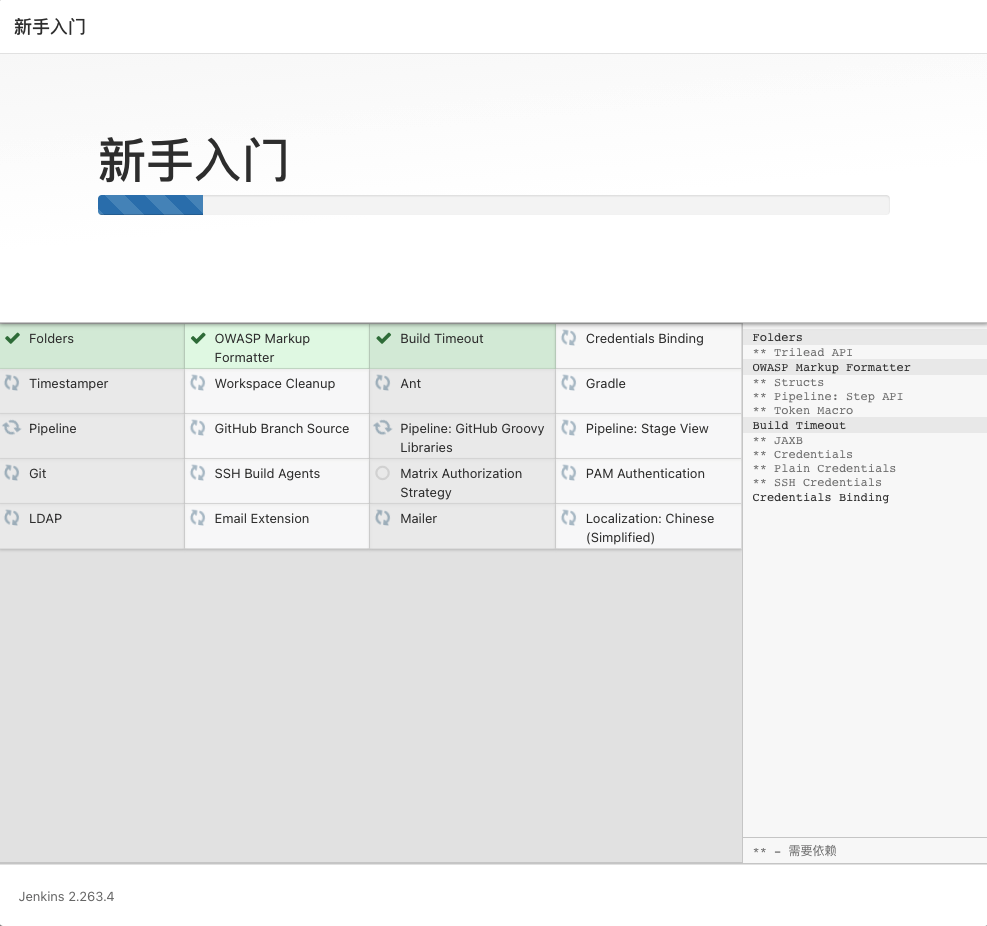 新手入门
新手入门
Folders
OWASP Markup
Formatter
Build Timeout
Credentials Binding
Timestamper
Workspace Cleanup
Ant
Gradle
Pipeline
GitHub Branch Source
Pipeline: GitHub Groovy
Libraries
Pipeline: Stage View
Git
SSH Build Agents
Matrix Authorization
Strategy
PAM Authentication
LDAP
Email Extension
Mailer
Localization: Chinese
(Simplified)
Folders
** Trilead API
OWASP Markup Formatter
** Structs
** Pipeline: Step API
** Token Macro
Build Timeout
** JAXB
** Credentials
** Plain Credentials
** SSH Credentials
Credentials Binding
** – 需要依赖
Jenkins 2.263.4